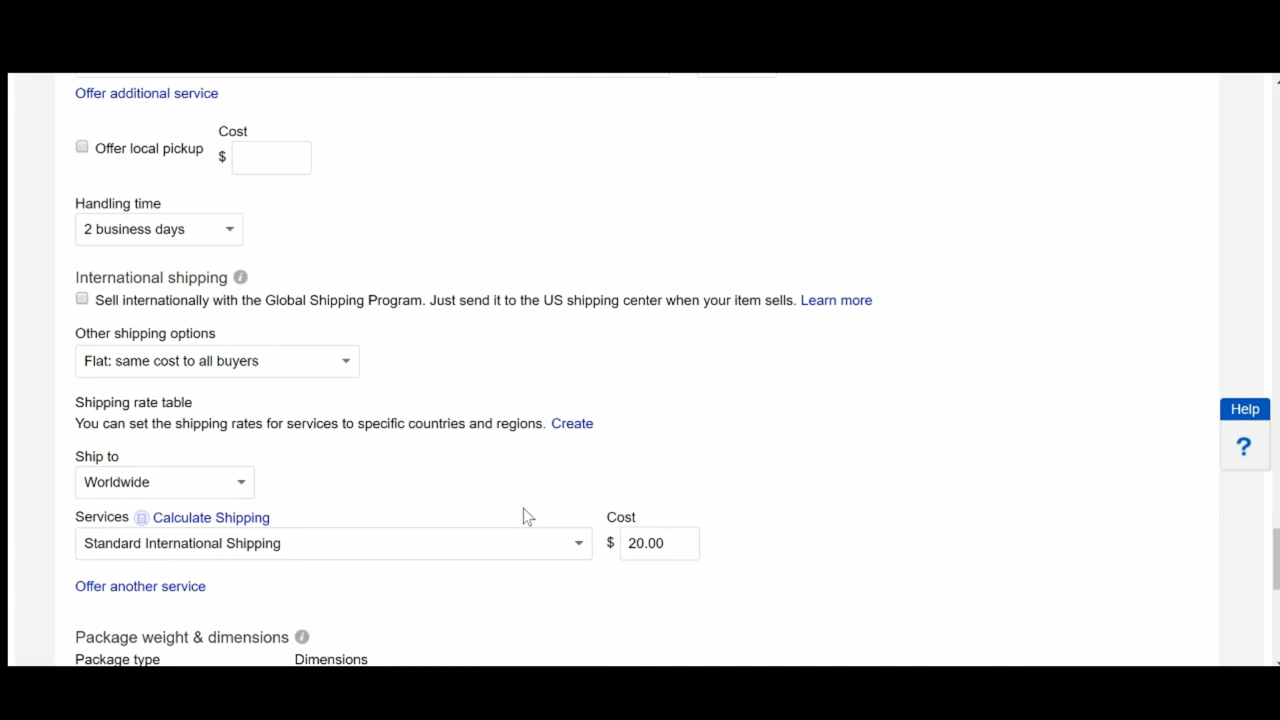 Offer additional service
Cost
Offer local pickup
$
Handling time
2 business days
International shipping
Sell internationally with the Global Shipping Program. Just send it to the US shipping center when your item sells. Learn more
Other shipping options
Flat: same cost to all buyers
Shipping rate table
You can set the shipping rates for services to specific countries and regions. Create
Help
?
Ship to
Worldwide
Services Calculate Shipping
Cost
Standard International Shipping
$ 20.00
Offer another service
Package weight & dimensions
Package type Dimensions